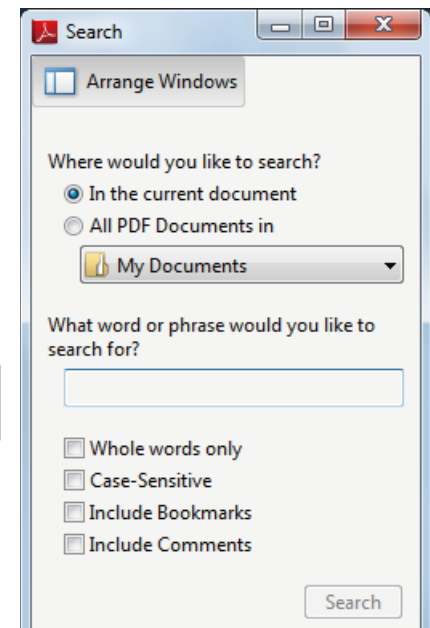 Search
Arrange Windows
Where would you like to search?
In the current document
All PDF Documents in
My Documents
What word or phrase would you like to
search for?
Whole words only
Case-Sensitive
Include Bookmarks
Include Comments
Search